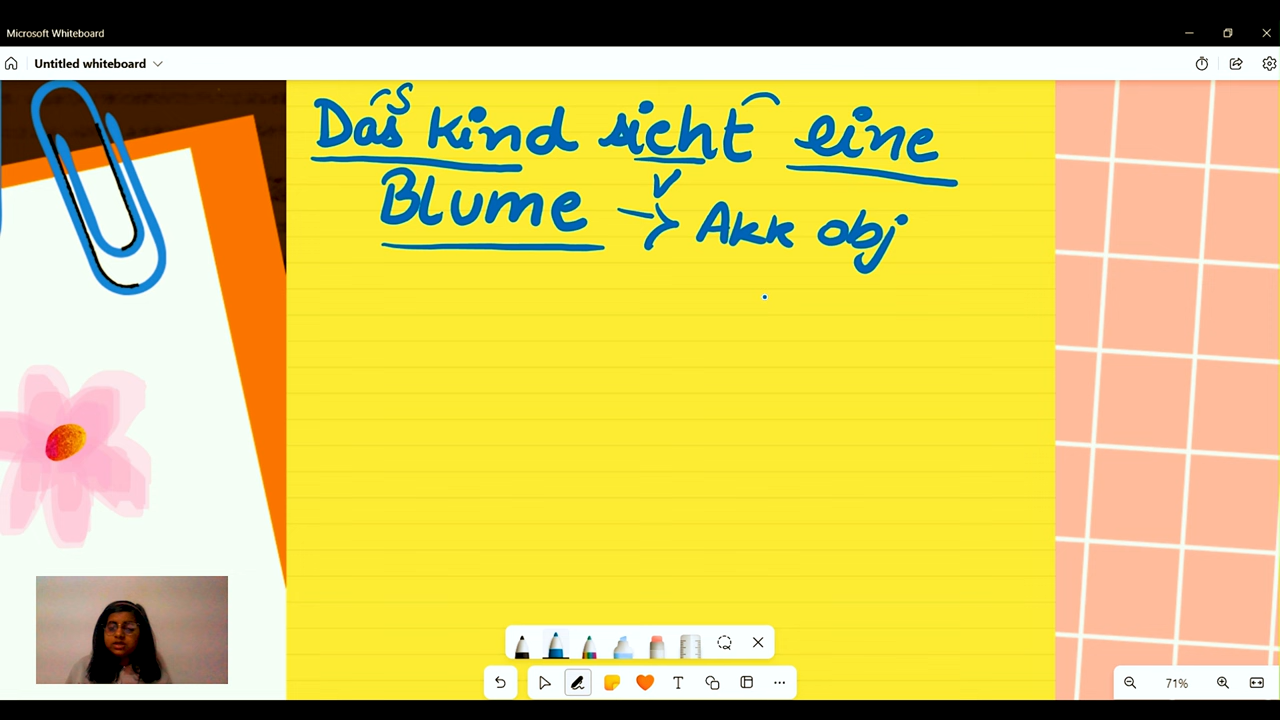 Microsoft Whiteboard
Untitled whiteboard
S
Das kind sieht eine
V
Blume → Akk obj
71%